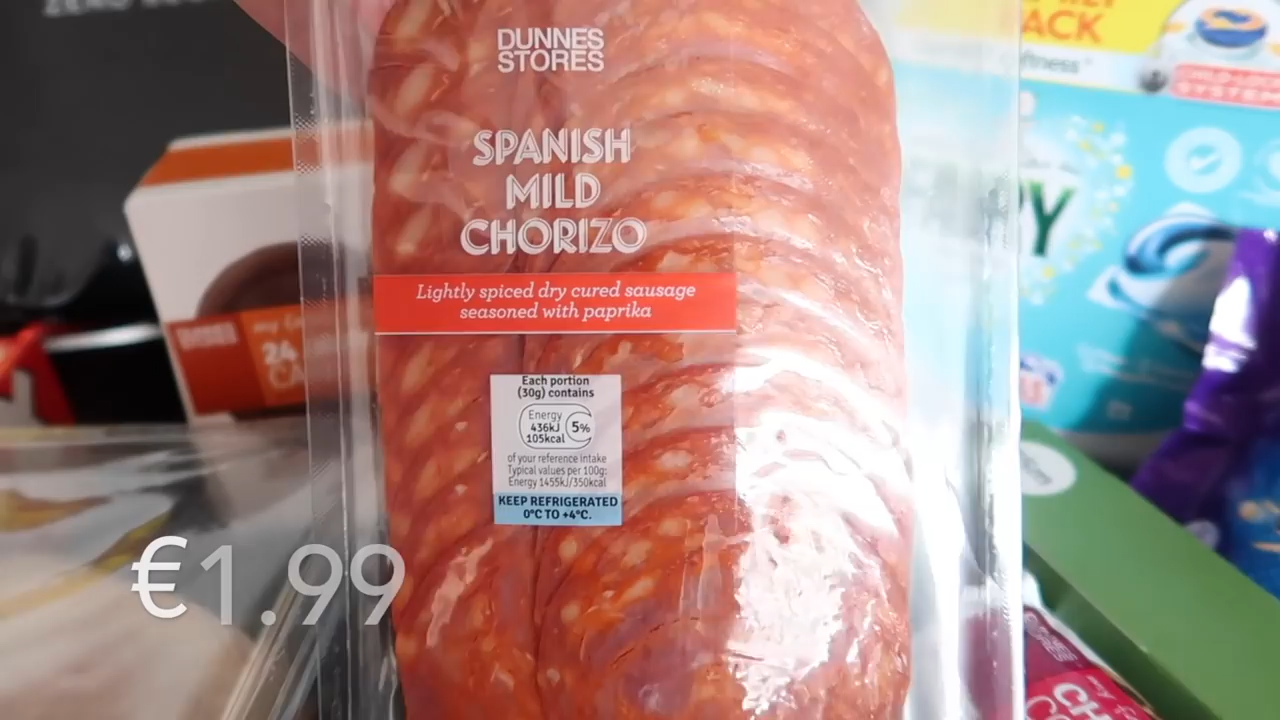 DUNNES
STORES
SPANISH
MILD
CHORIZO
Lightly spiced dry cured sausage
seasoned with paprika
Each portion
(30g) contains
Energy
436kJ
105kcal
5%
of your reference intake
Typical values per 100g:
Energy 1455kJ/350kcal
KEEP REFRIGERATED
0°C TO +4°C.
€1.99
ZERO
24
ACK
SYSTEM